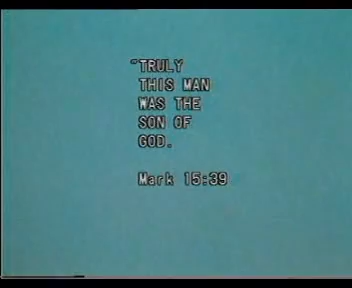 "TRULY
THIS MAN
WAS THE
SON OF
GOD.
Mark 15:39